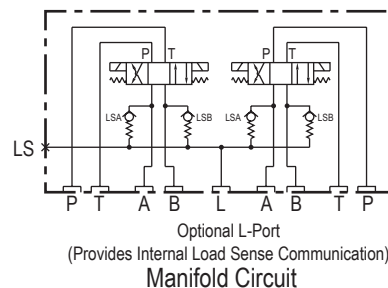 P T P T
LSA LSB LSA LSB
LS
P T A B L A B T P
Optional L-Port
(Provides Internal Load Sense Communication)
Manifold Circuit